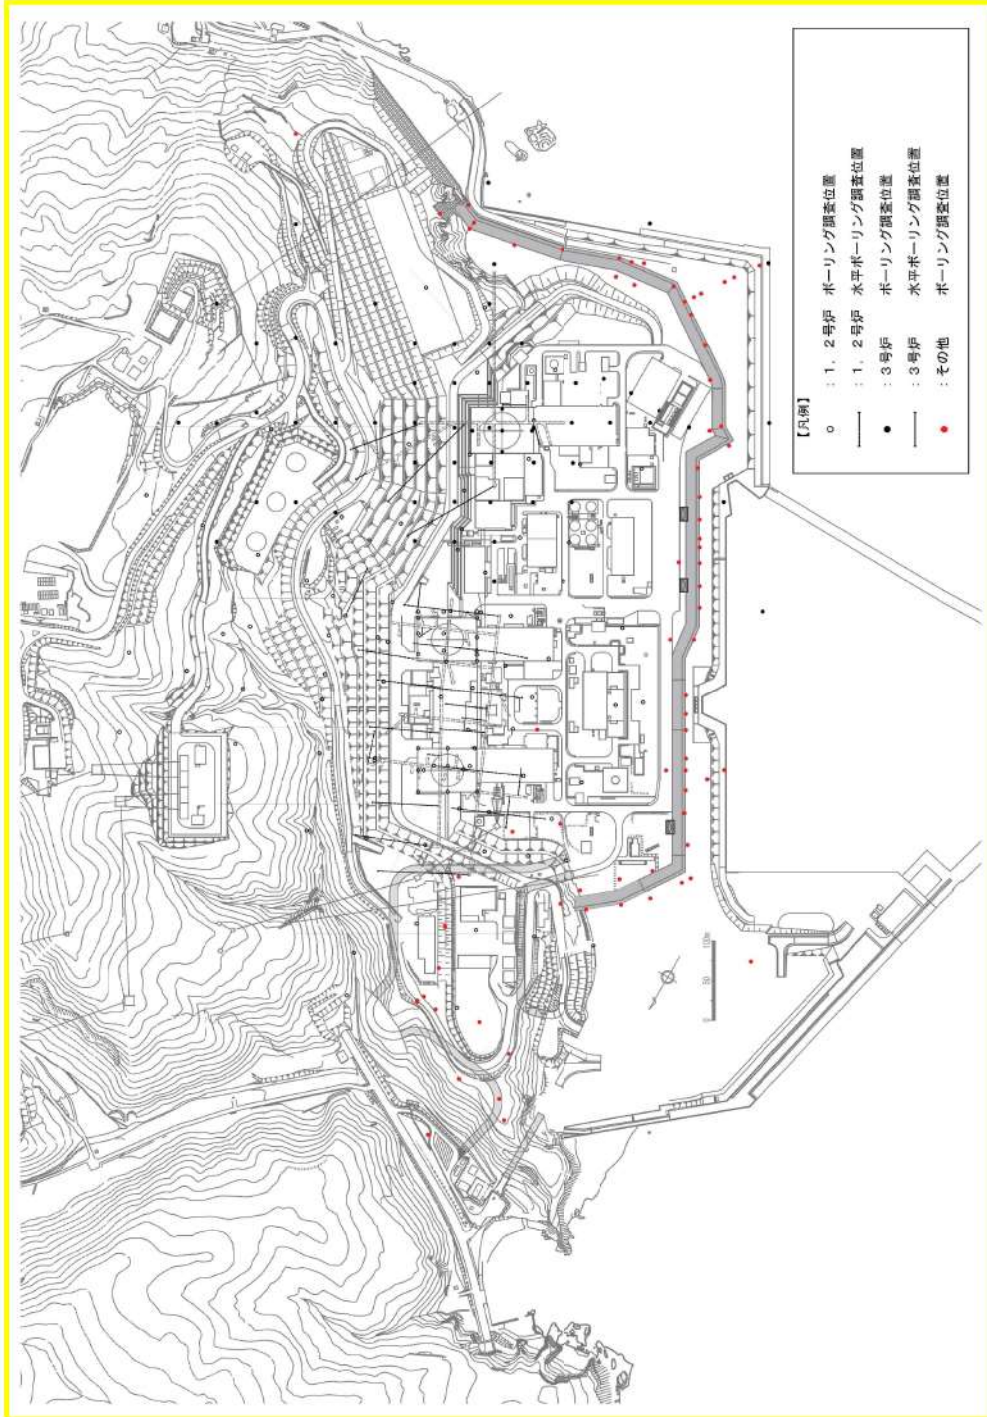 【凡例】
○ : 1, 2号炉 ボーリング調査位置
: 1, 2号炉 水平ボーリング調査位置
● : 3号炉 ボーリング調査位置
: 3号炉 水平ボーリング調査位置
● : その他 ボーリング調査位置
0 50 100m